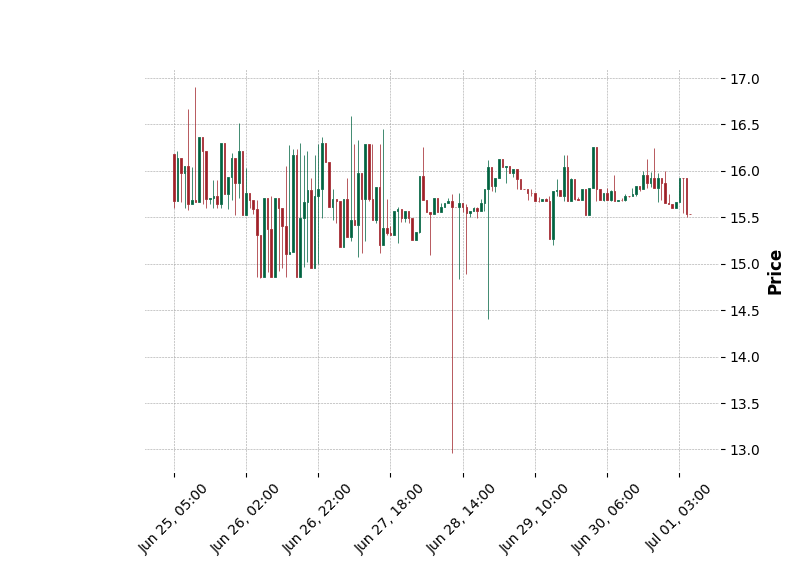 17.0
16.5
16.0
15.5
15.0
14.5
14.0
13.5
13.0
Price
Jun 25, 05:00
Jun 26, 02:00
Jun 26, 22:00
Jun 27, 18:00
Jun 28, 14:00
Jun 29, 10:00
Jun 30, 06:00
Jul 01, 03:00